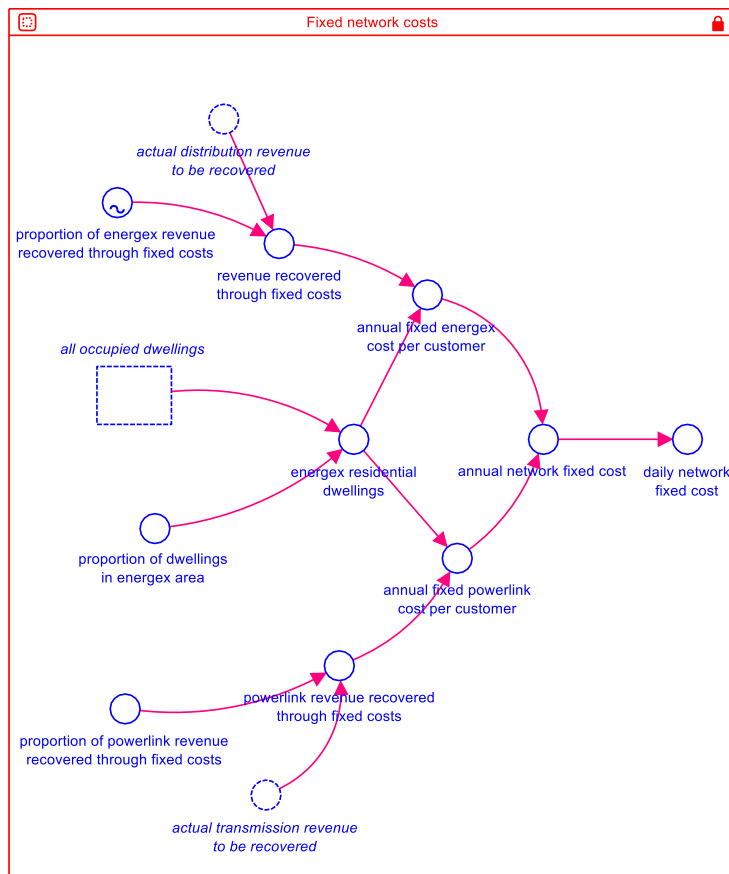 Fixed network costs
actual distribution revenue
to be recovered
proportion of energex revenue
recovered through fixed costs
revenue recovered
through fixed costs
annual fixed energex
cost per customer
all occupied dwellings
energex residential
dwellings
annual network fixed cost
daily network
fixed cost
proportion of dwellings
in energex area
annual fixed powerlink
cost per customer
powerlink revenue recovered
through fixed costs
proportion of powerlink revenue
recovered through fixed costs
actual transmission revenue
to be recovered